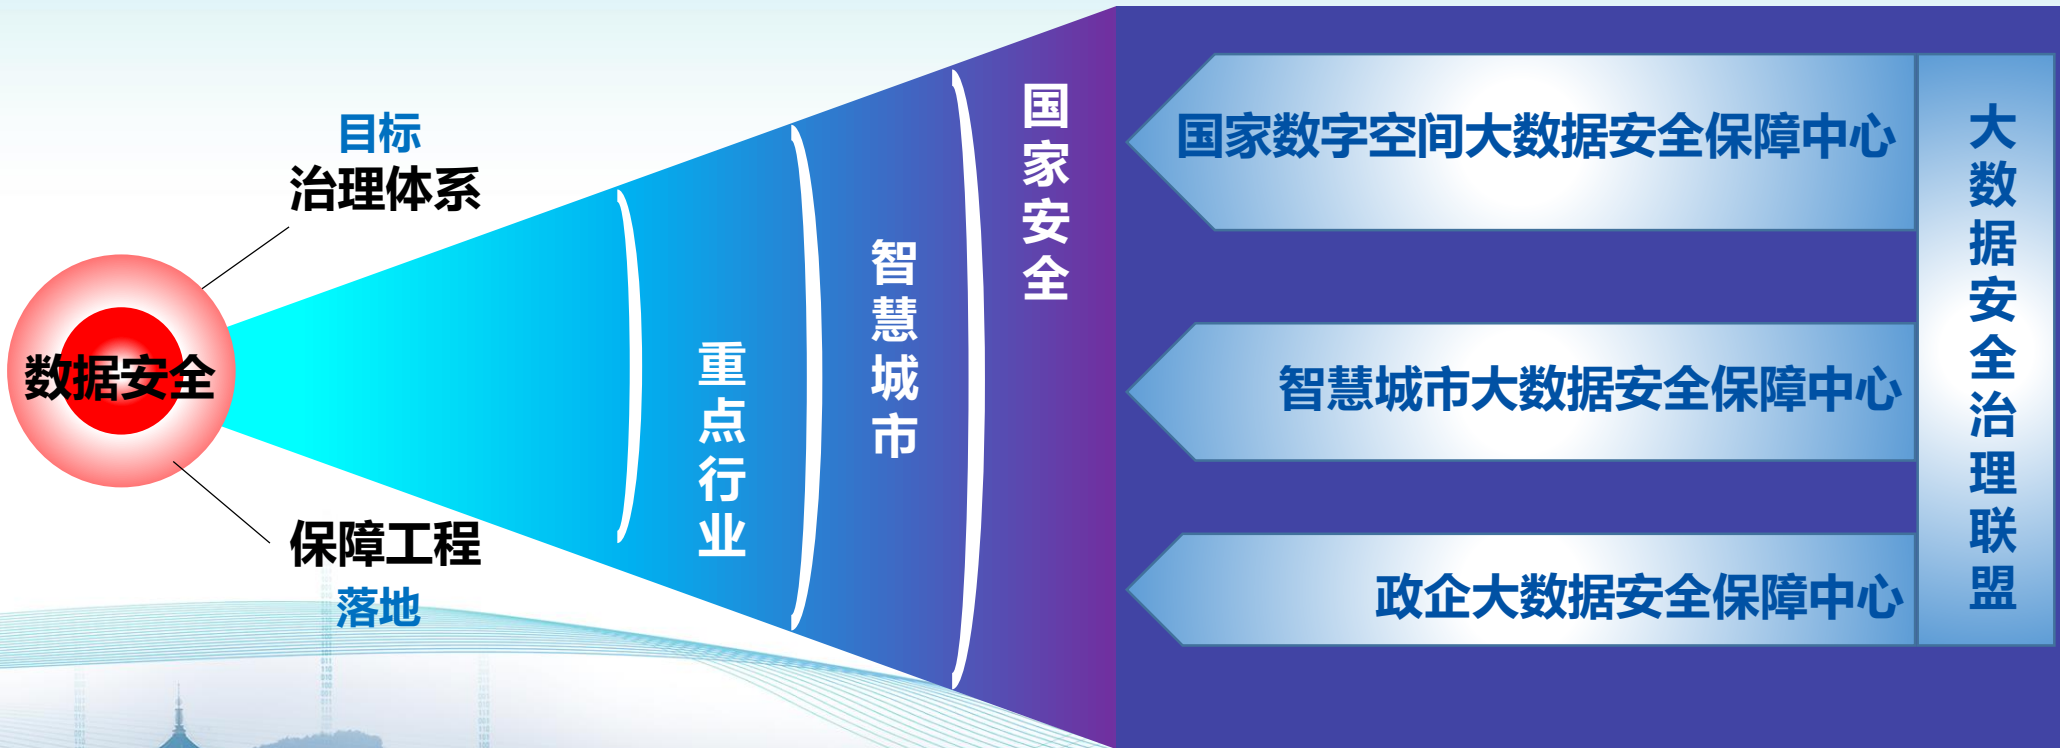 目标
治理体系
数据安全
保障工程
落地
重点行业
智慧城市
国家安全
国家数字空间大数据安全保障中心
智慧城市大数据安全保障中心
政企大数据安全保障中心
大数据安全治理联盟